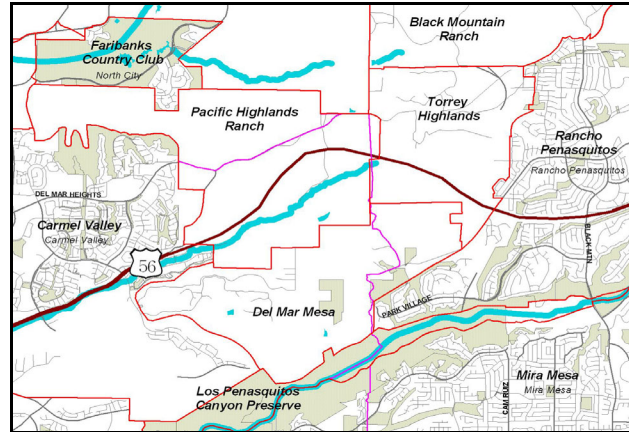 Black Mountain
Ranch
Faribanks
Country Club
North City
Pacific Highlands
Ranch
Torrey
Highlands
Rancho
Penasquitos
Rancho Penasquitos
DEL MAR HEIGHTS
Carmel Valley
Carmel Valley
56
BLACK MTN
Del Mar Mesa
PARK VILLAGE
Los Penasquitos
Canyon Preserve
CAM RUIZ
Mira Mesa
Mira Mesa